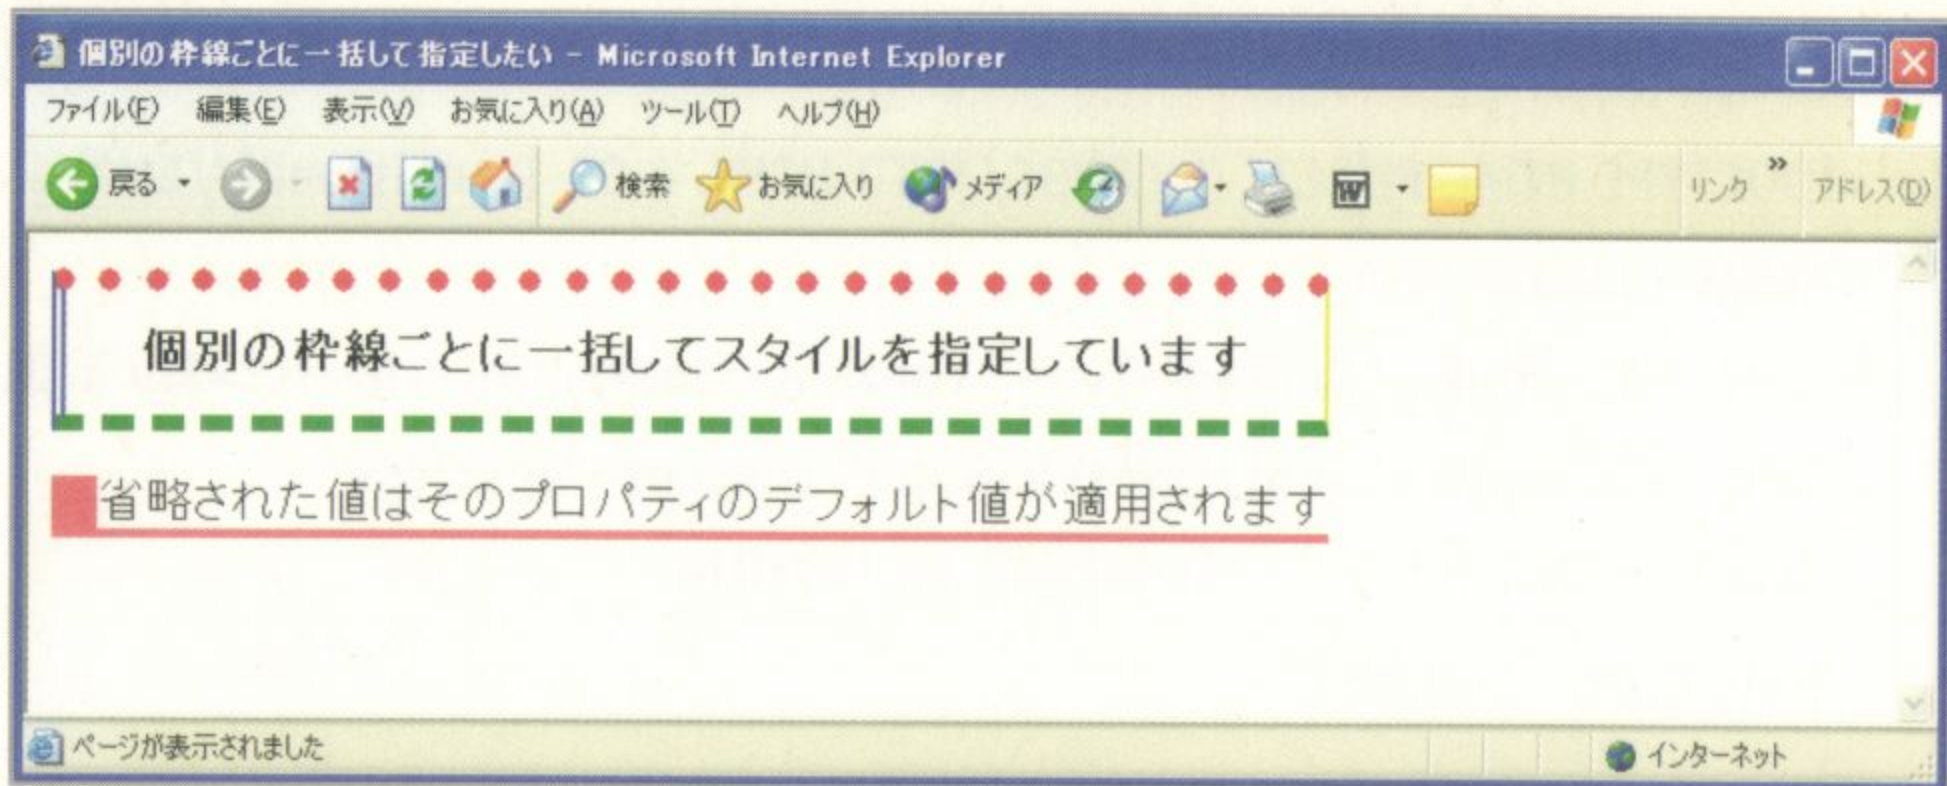 個別の枠線ごとに一括して指定したい - Microsoft Internet Explorer
ファイル(F) 編集(E) 表示(V) お気に入り(A) ツール(T) ヘルプ(H)
戻る 検索 お気に入り メディア W リンク » アドレス(D)
個別の枠線ごとに一括してスタイルを指定しています
省略された値はそのプロパティのデフォルト値が適用されます
ページが表示されました インターネット